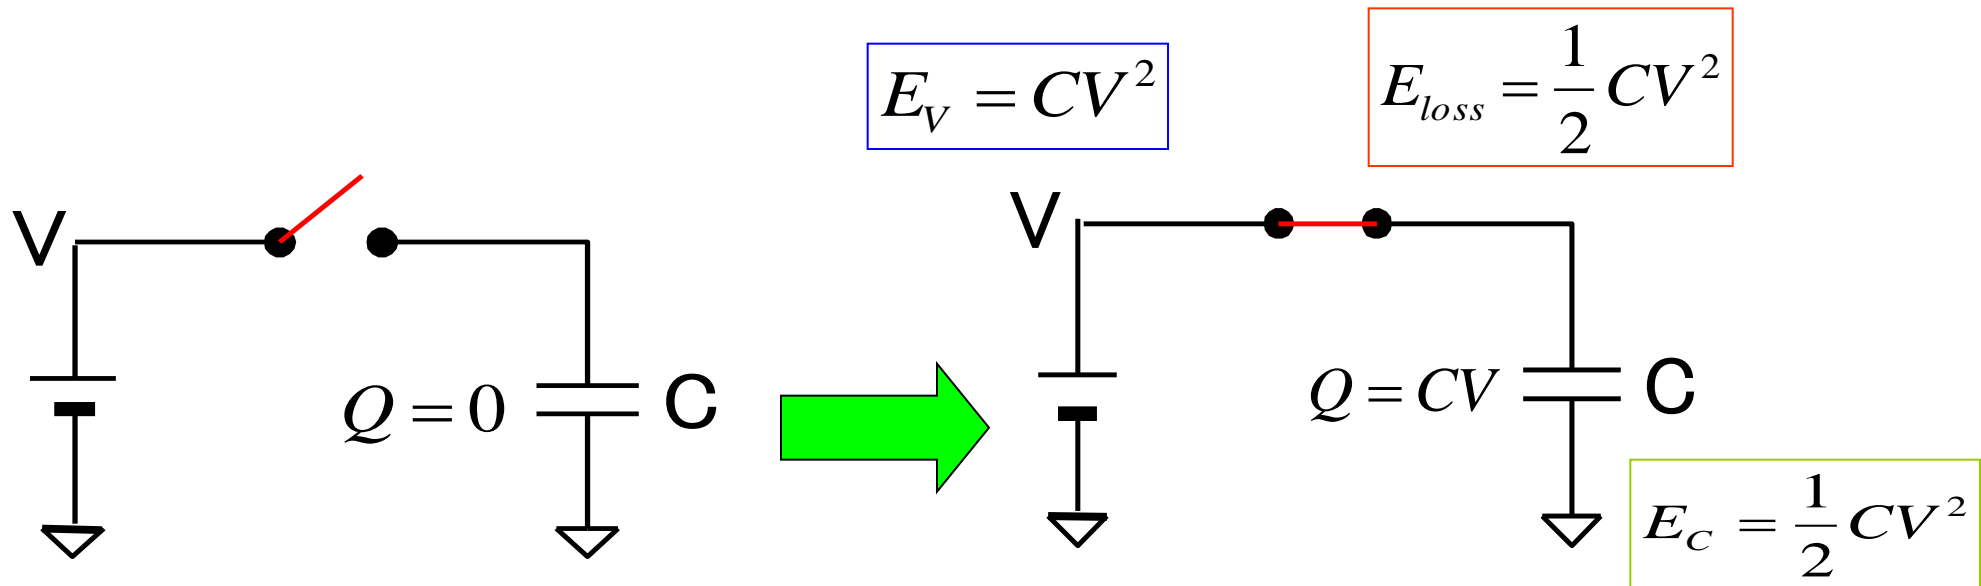 V
Q = 0
C
E_V = CV^2
E_loss = 1/2 CV^2
V
Q = CV
C
E_C = 1/2 CV^2